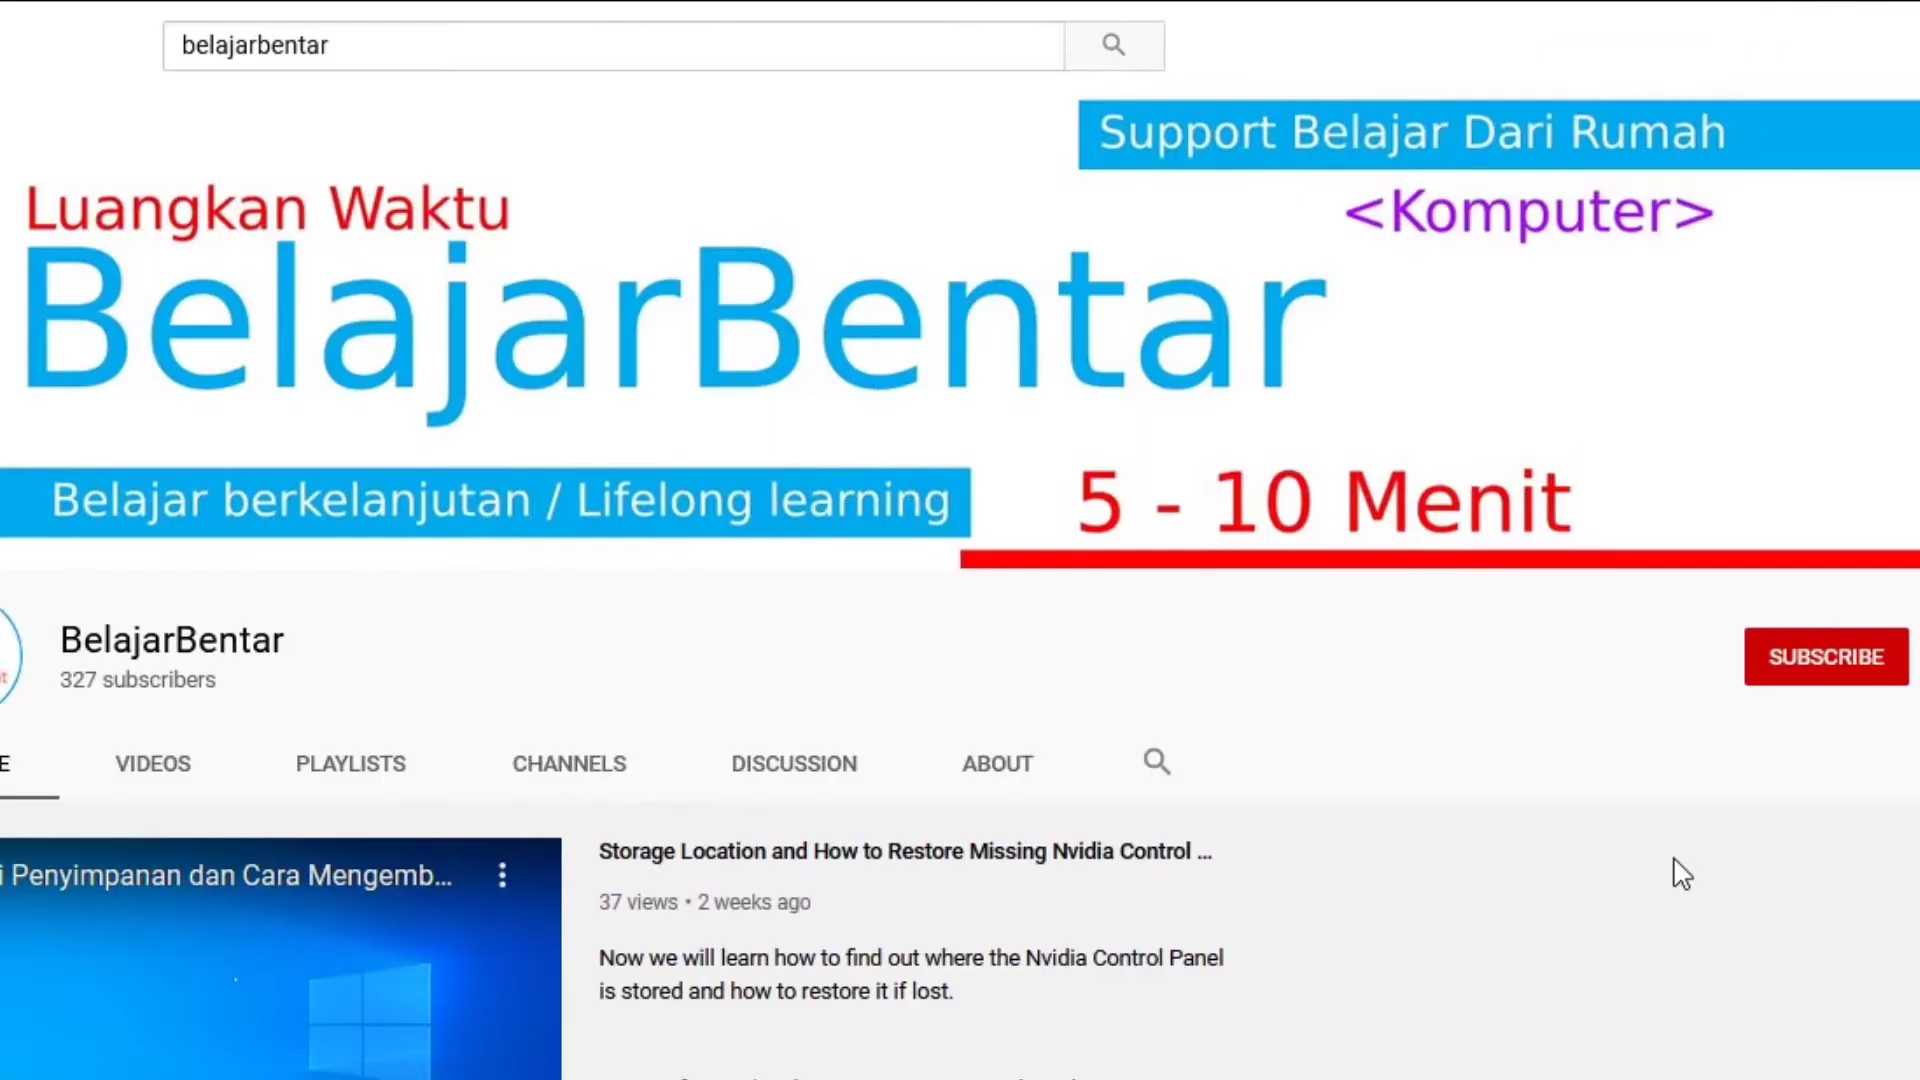 belajarbentar
Support Belajar Dari Rumah
Luangkan Waktu
<Komputer>
BelajarBentar
Belajar berkelanjutan / Lifelong learning
5 - 10 Menit
BelajarBentar
327 subscribers
SUBSCRIBE
VIDEOS PLAYLISTS CHANNELS DISCUSSION ABOUT
Penyimpanan dan Cara Mengemb...
Storage Location and How to Restore Missing Nvidia Control ...
37 views • 2 weeks ago
Now we will learn how to find out where the Nvidia Control Panel
is stored and how to restore it if lost.